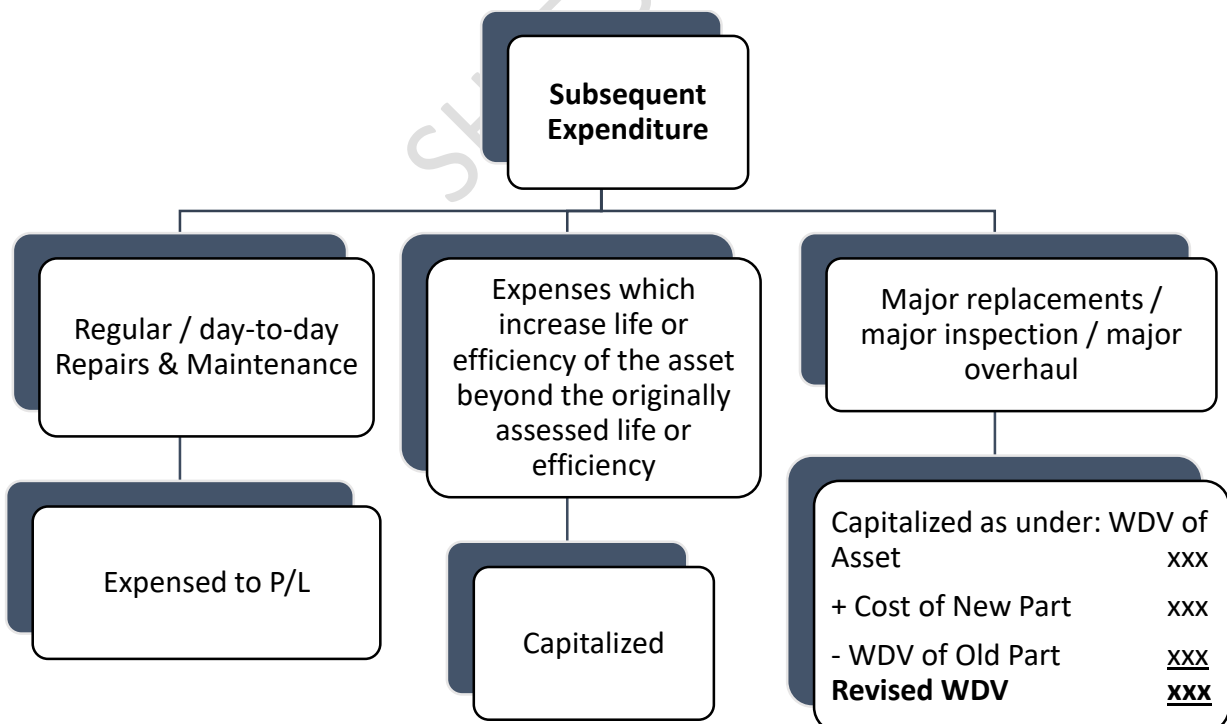 Subsequent
Expenditure
Regular / day-to-day
Repairs & Maintenance
Expenses which
increase life or
efficiency of the asset
beyond the originally
assessed life or
efficiency
Major replacements /
major inspection / major
overhaul
Expensed to P/L
Capitalized
Capitalized as under: WDV of
Asset xxx
+ Cost of New Part xxx
- WDV of Old Part xxx
Revised WDV xxx